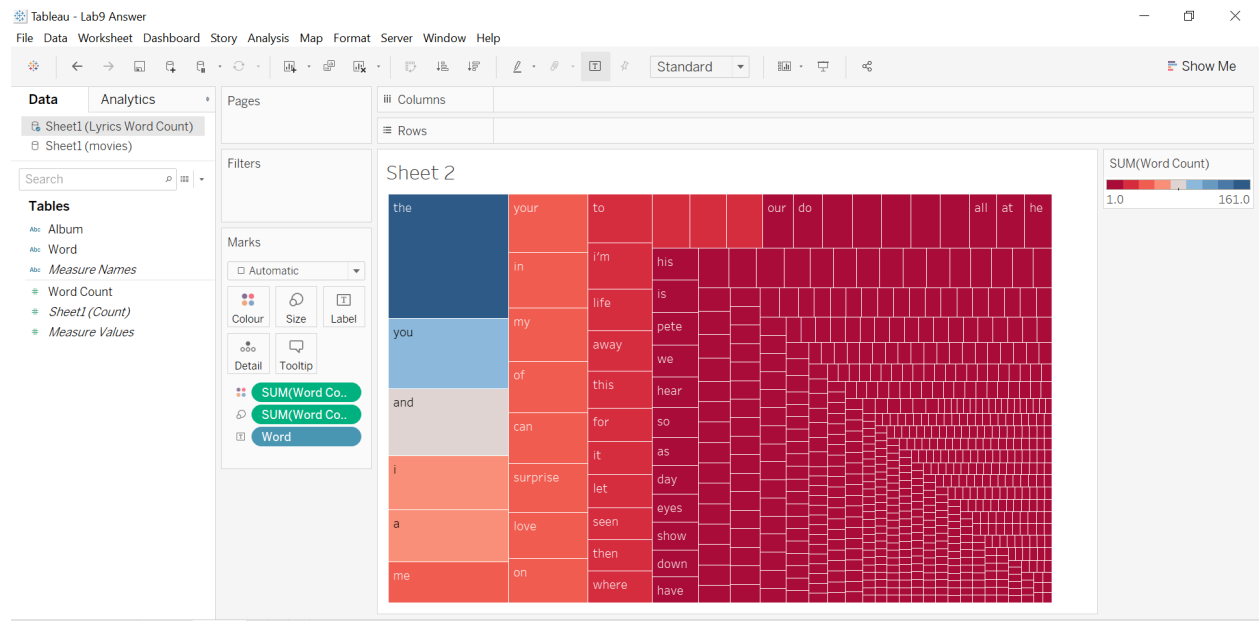 Tableau - Lab9 Answer
File Data Worksheet Dashboard Story Analysis Map Format Server Window Help
Standard
Show Me
Data
Analytics
Sheet1 (Lyrics Word Count)
Sheet1 (movies)
Search
Tables
Abc Album
Abc Word
Abc Measure Names
# Word Count
# Sheet1 (Count)
# Measure Values
Pages
Filters
Marks
Automatic
Colour Size Label
Detail Tooltip
SUM(Word Co..
SUM(Word Co..
Word
Columns
Rows
Sheet 2
the
you
and
i
a
me
your
in
my
of
can
surprise
love
on
to
i'm
life
away
this
for
it
let
seen
then
where
our do all at he
his
is
pete
we
hear
so
as
day
eyes
show
down
have
SUM(Word Count)
1.0 161.0